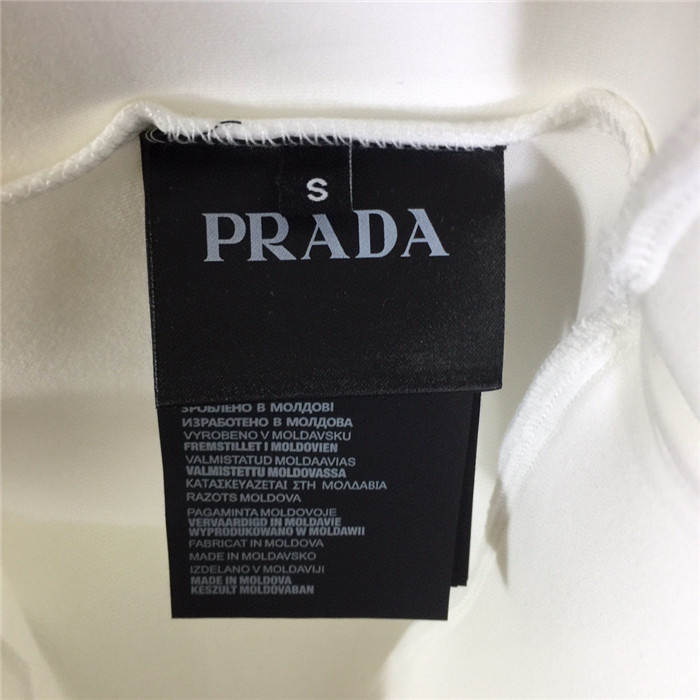 S
PRADA
ЗРОБЛЕНО В МОЛДОВІ
ИЗРАБОТЕНО В МОЛДОВА
VYROBENO V MOLDAVSKU
FREMSTILLET I MOLDOVIEN
VALMISTATUD MOLDAAVIAS
VALMISTETTU MOLDOVASSA
ΚΑΤΑΣΚΕΥΑΖΕΤΑΙ ΣΤΗ ΜΟΛΔΑΒΙΑ
RAZOTS MOLDOVA
PAGAMINTA MOLDOVOJE
VERVAARDIGD IN MOLDAVIE
WYPRODUKOWANO W MOLDAWII
FABRICAT IN MOLDOVA
MADE IN MOLDAVSKO
IZDELANO V MOLDAVIJI
MADE IN MOLDOVA
KESZULT MOLDOVABAN